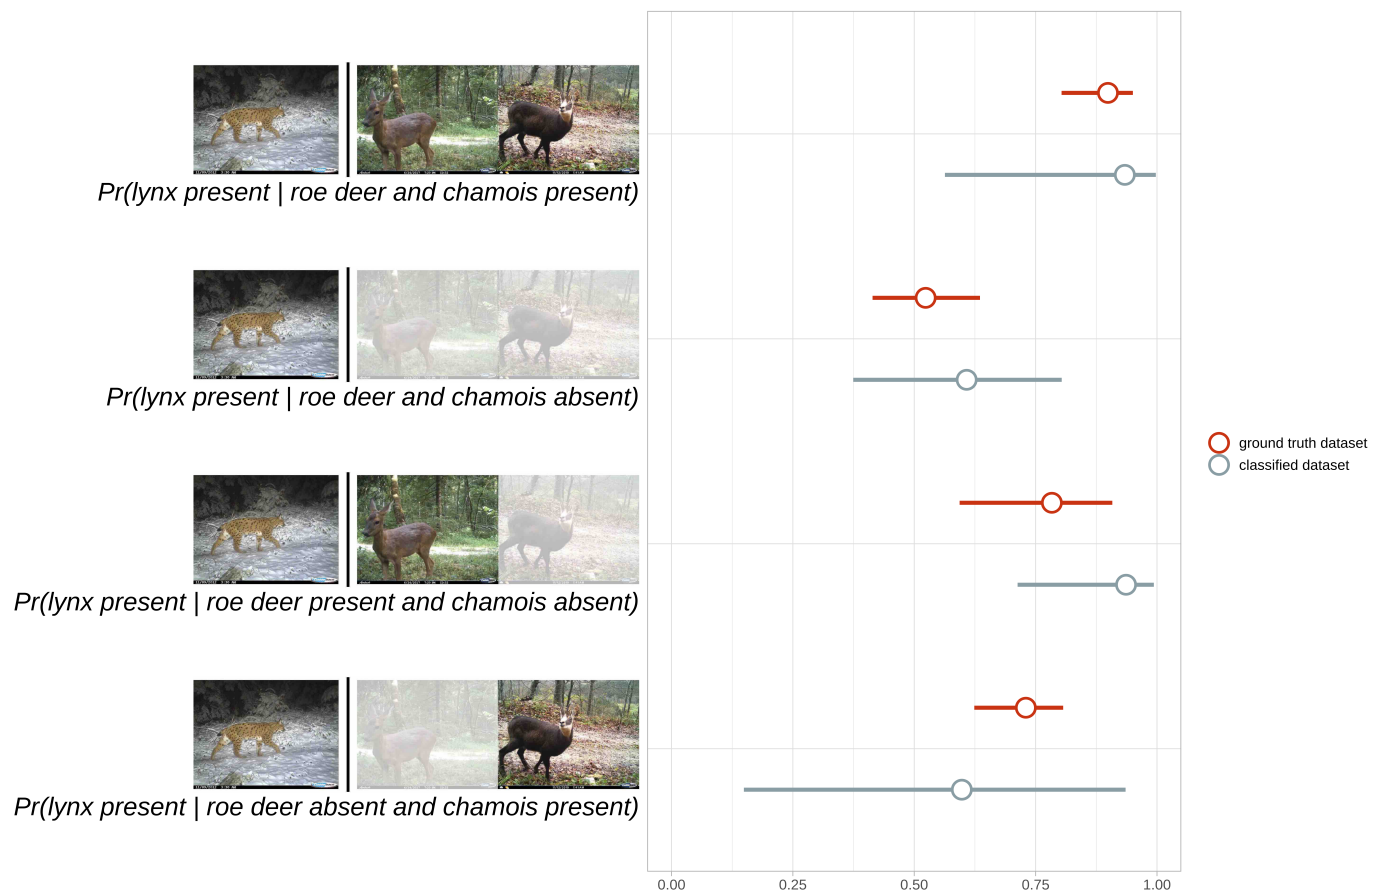 Pr(lynx present | roe deer and chamois present)
Pr(lynx present | roe deer and chamois absent)
Pr(lynx present | roe deer present and chamois absent)
Pr(lynx present | roe deer absent and chamois present)
ground truth dataset
classified dataset
0.00 0.25 0.50 0.75 1.00